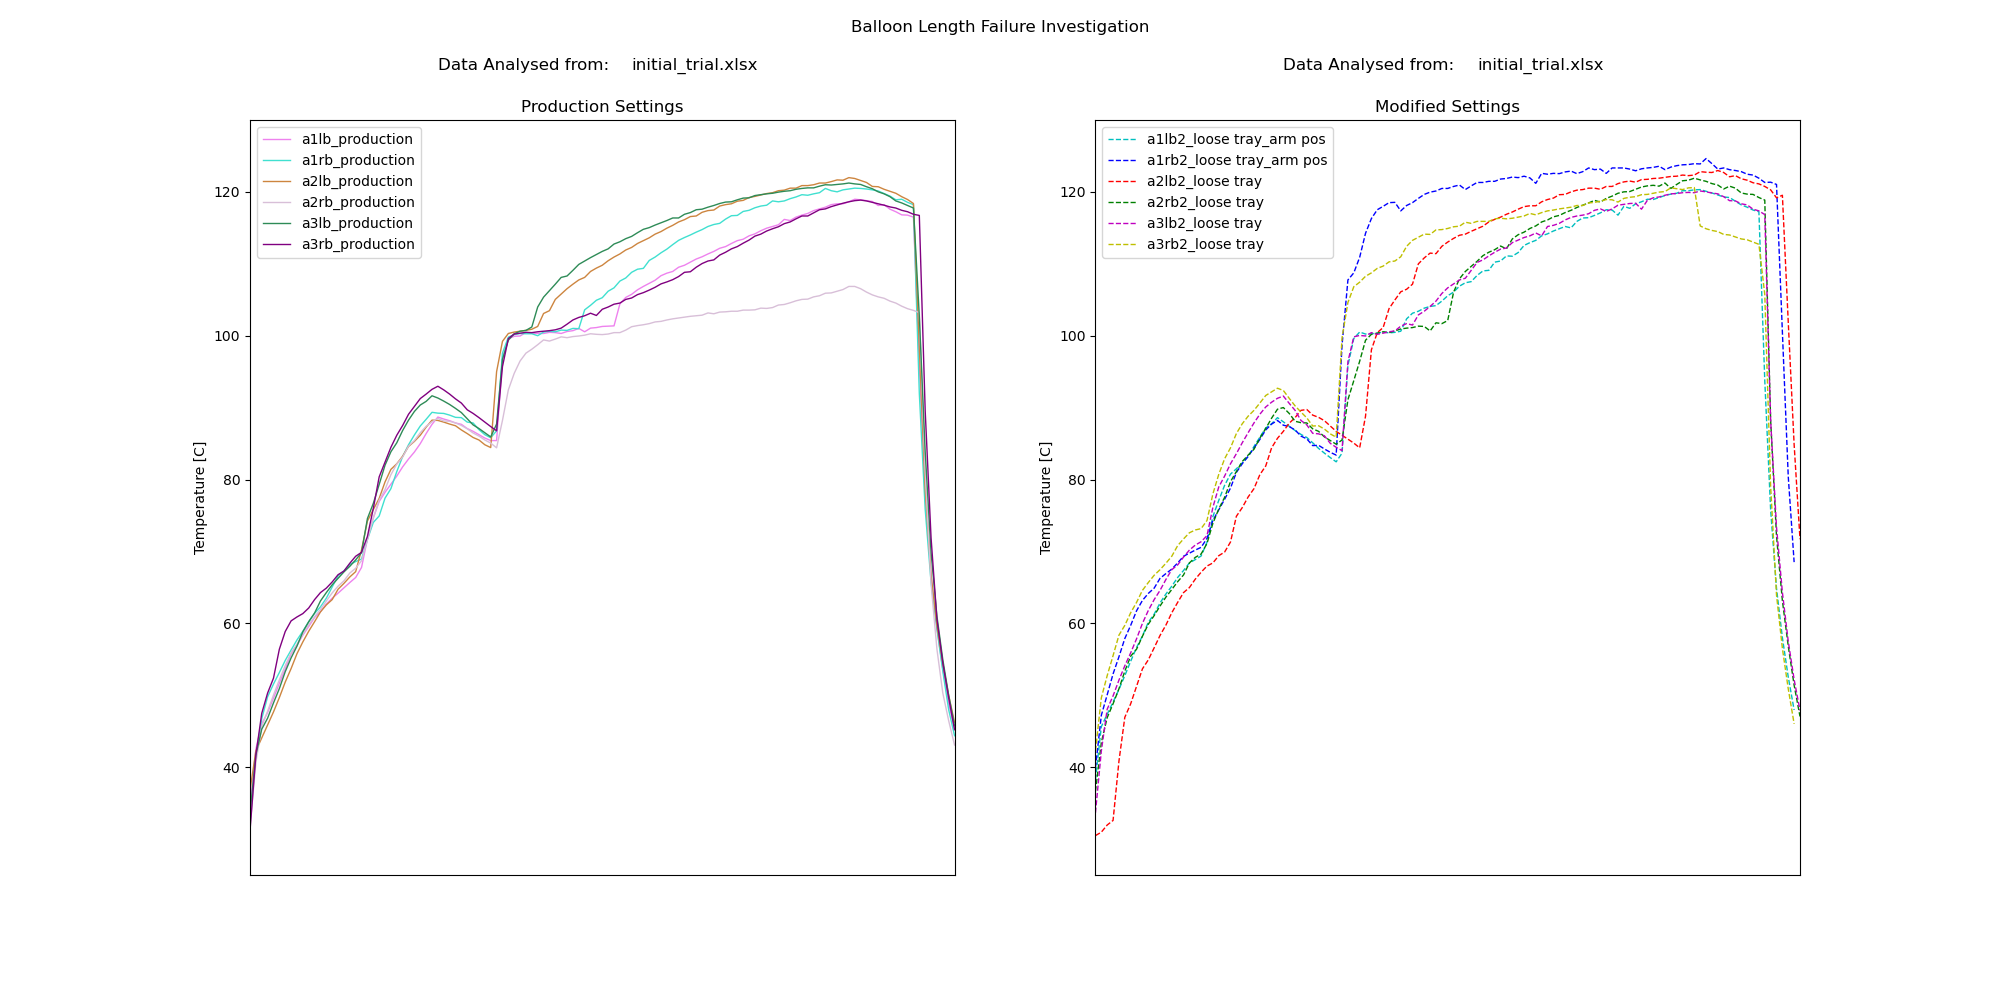 Balloon Length Failure Investigation
Data Analysed from: initial_trial.xlsx
Production Settings
a1lb_production
a1rb_production
a2lb_production
a2rb_production
a3lb_production
a3rb_production
120
100
80
60
40
Temperature [C]
Data Analysed from: initial_trial.xlsx
Modified Settings
a1lb2_loose tray_arm pos
a1rb2_loose tray_arm pos
a2lb2_loose tray
a2rb2_loose tray
a3lb2_loose tray
a3rb2_loose tray
120
100
80
60
40
Temperature [C]